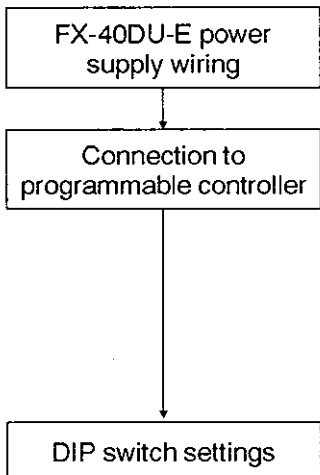 FX-40DU-E power
supply wiring
Connection to
programmable controller
DIP switch settings